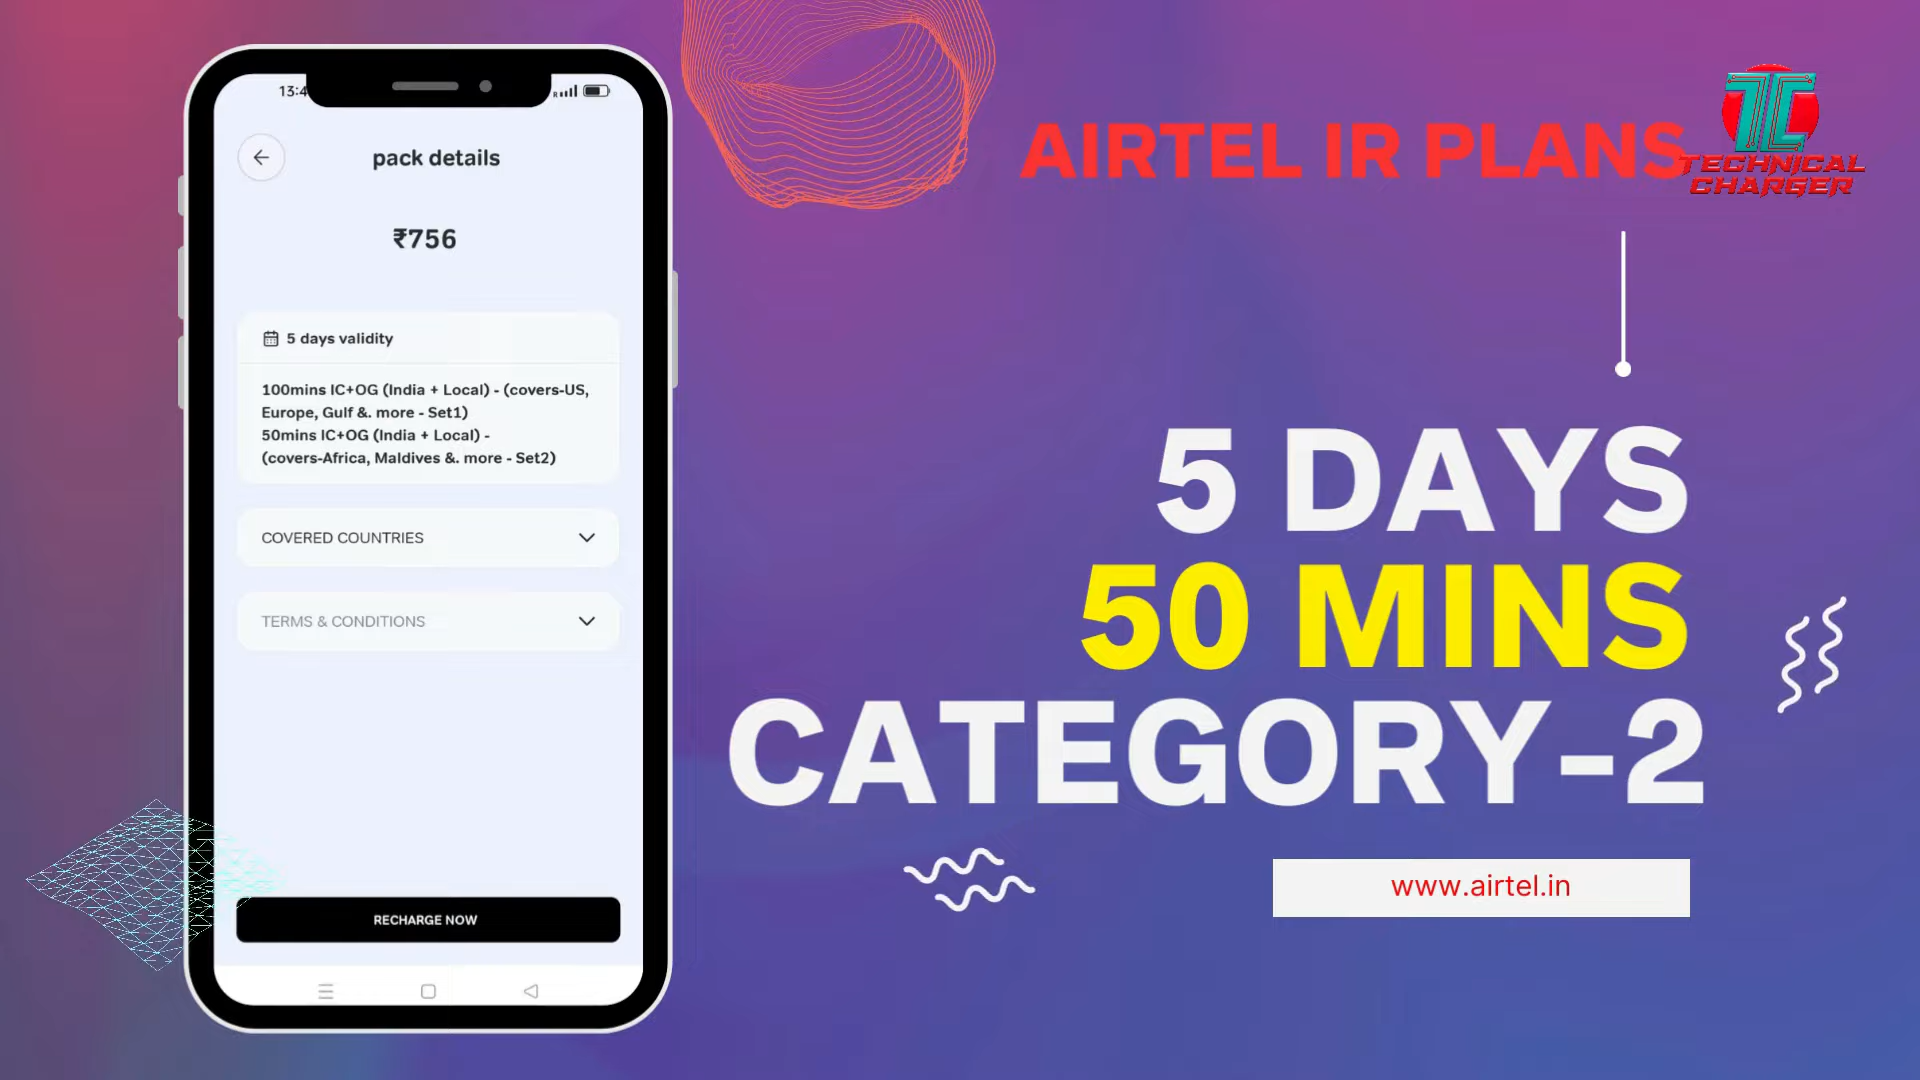 13:4
pack details
₹756
5 days validity
100mins IC+OG (India + Local) - (covers-US,
Europe, Gulf &. more - Set1)
50mins IC+OG (India + Local) -
(covers-Africa, Maldives &. more - Set2)
COVERED COUNTRIES
TERMS & CONDITIONS
RECHARGE NOW
AIRTEL IR PLANS
TC
TECHNICAL
CHARGER
5 DAYS
50 MINS
CATEGORY-2
www.airtel.in